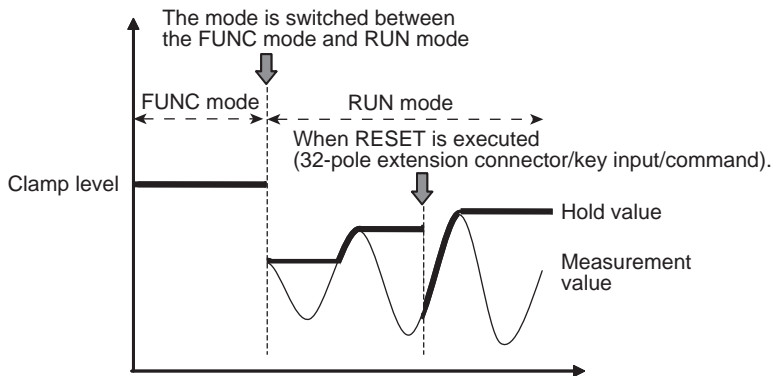 The mode is switched between
the FUNC mode and RUN mode
FUNC mode
RUN mode
When RESET is executed
(32-pole extension connector/key input/command).
Clamp level
Hold value
Measurement
value